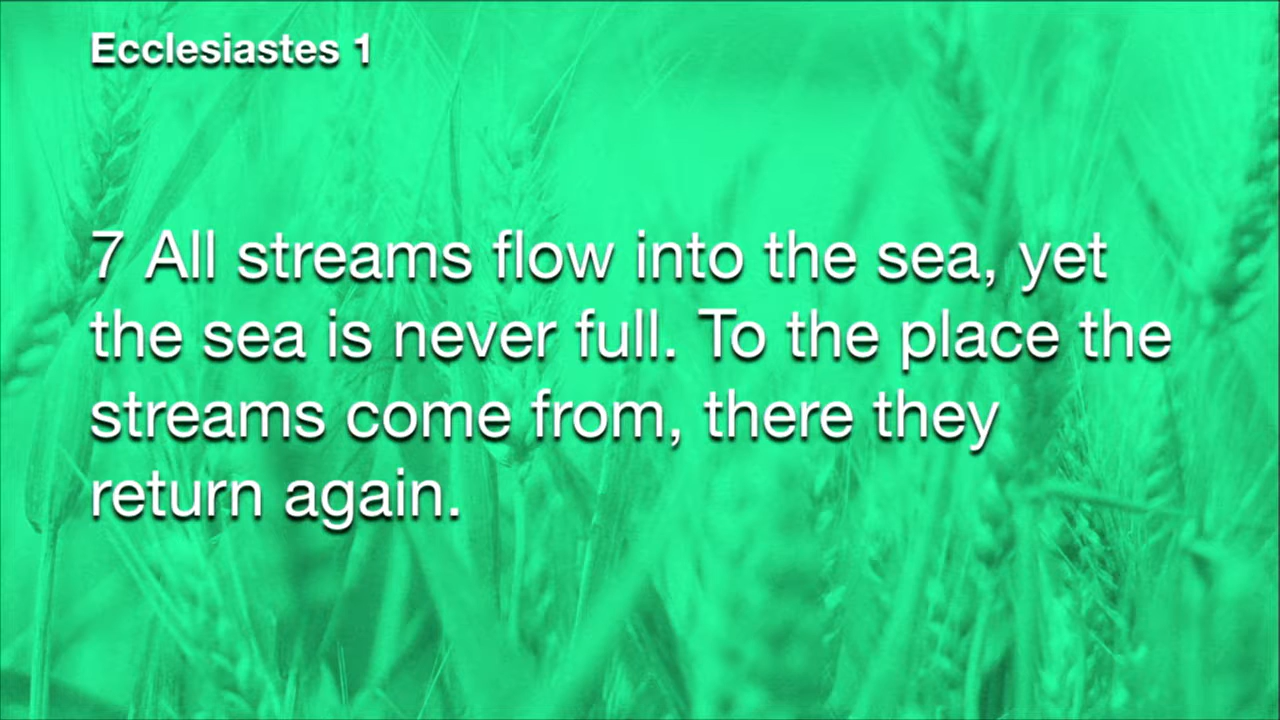 Ecclesiastes 1
7 All streams flow into the sea, yet
the sea is never full. To the place the
streams come from, there they
return again.